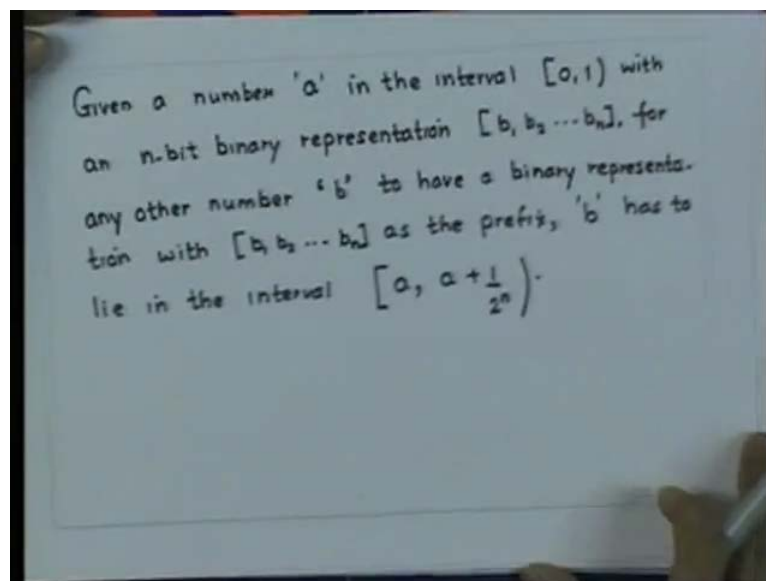 Given a number 'a' in the interval [0,1) with
an n-bit binary representation [b₁ b₂ ... bₙ], for
any other number 'b' to have a binary representa-
tion with [b₁ b₂ ... bₙ] as the prefix, 'b' has to
lie in the interval [a, a + 1/2ⁿ).